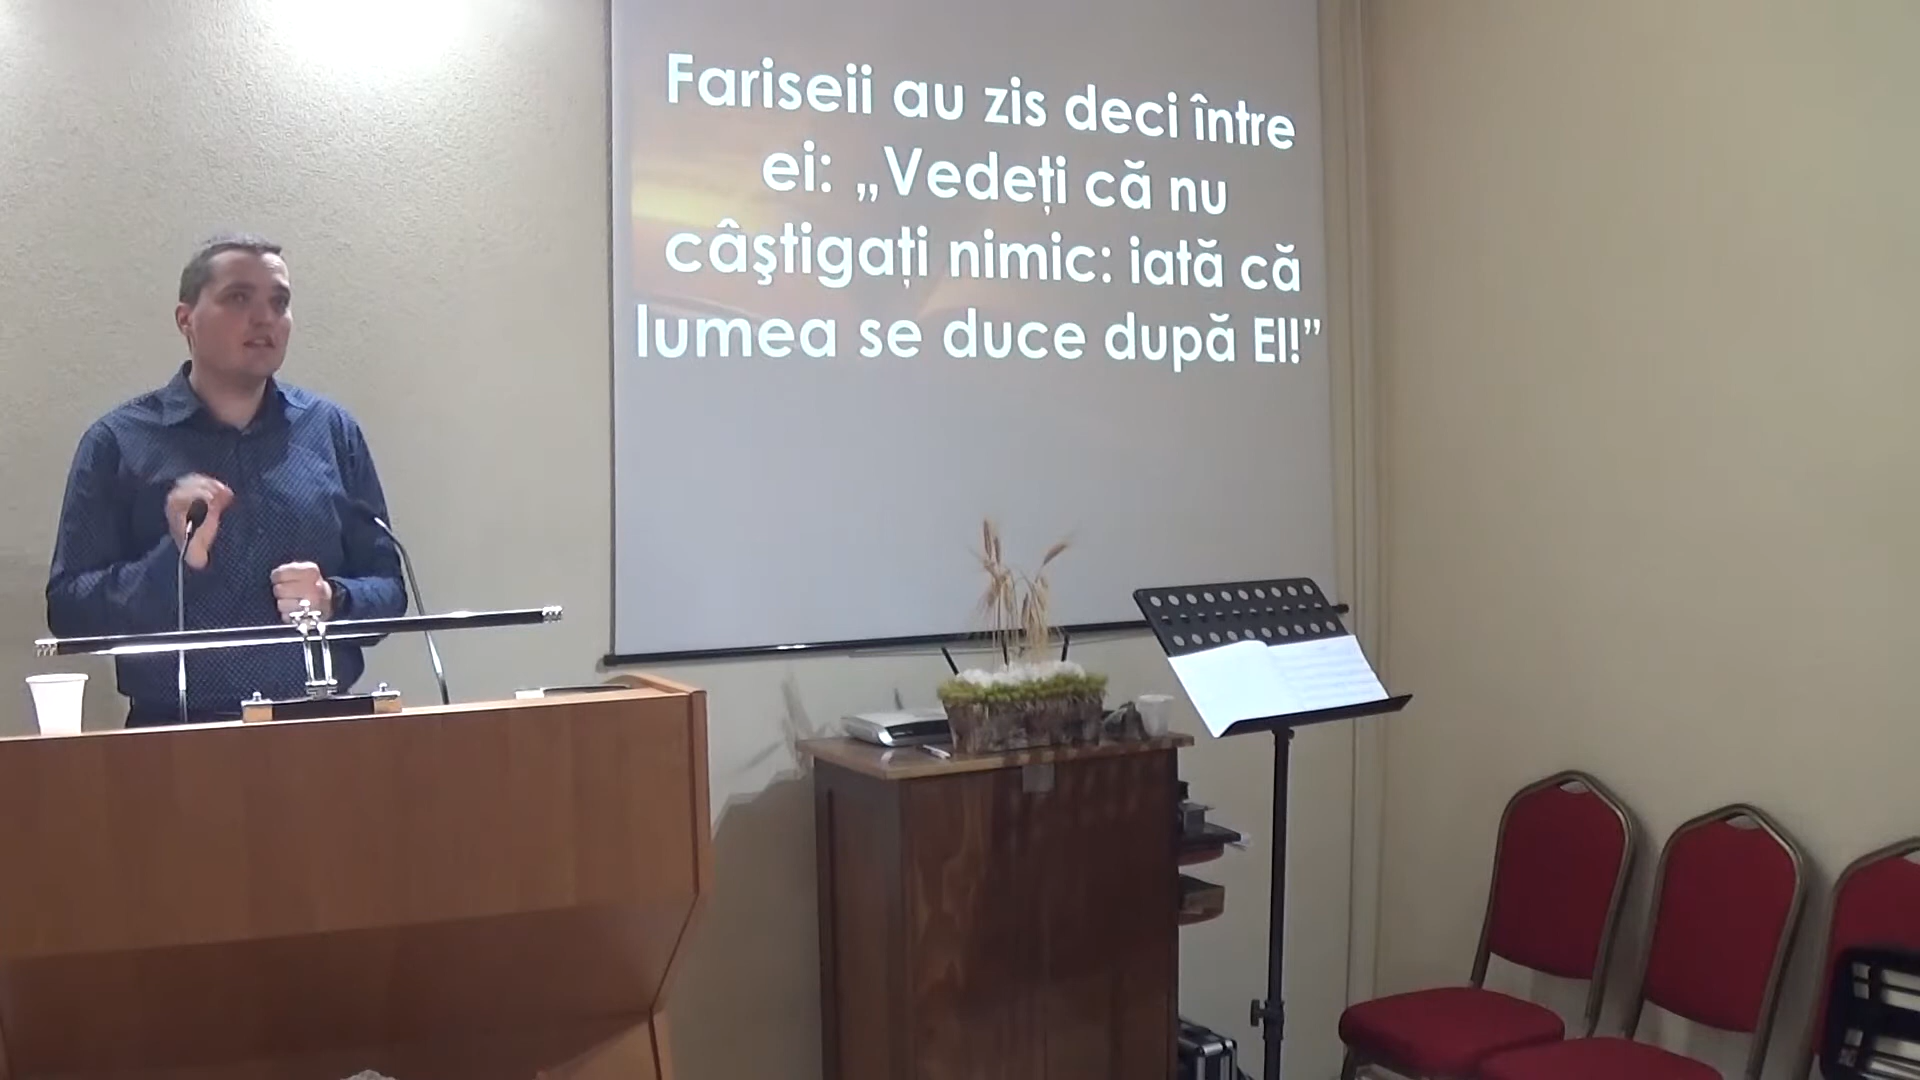 Fariseii au zis deci între
ei: „Vedeți că nu
câştigați nimic: iată că
lumea se duce după El!”